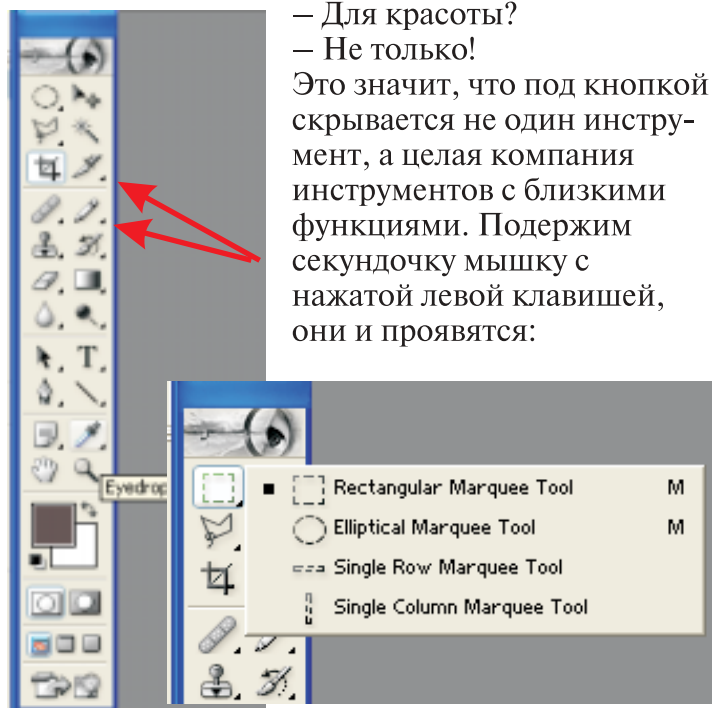 – Для красоты?
– Не только!
Это значит, что под кнопкой
скрывается не один инстру-
мент, а целая компания
инструментов с близкими
функциями. Подержим
секундочку мышку с
нажатой левой клавишей,
они и проявятся:
T
Eyedrop
Rectangular Marquee Tool M
Elliptical Marquee Tool M
Single Row Marquee Tool
Single Column Marquee Tool